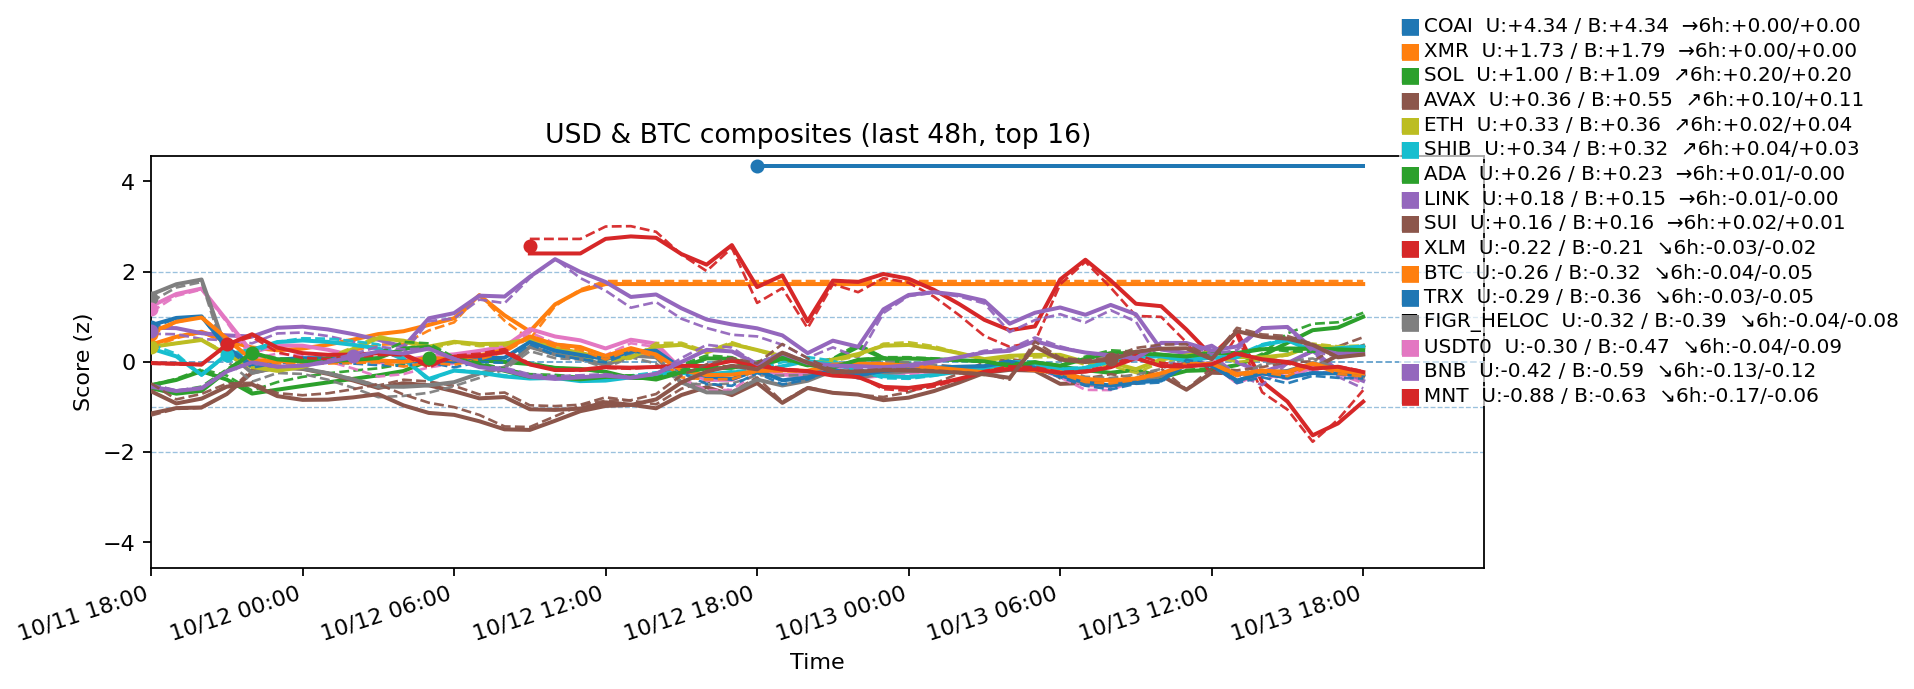 COAI U:+4.34 / B:+4.34 →6h:+0.00/+0.00
XMR U:+1.73 / B:+1.79 →6h:+0.00/+0.00
SOL U:+1.00 / B:+1.09 ↗6h:+0.20/+0.20
AVAX U:+0.36 / B:+0.55 ↗6h:+0.10/+0.11
ETH U:+0.33 / B:+0.36 ↗6h:+0.02/+0.04
SHIB U:+0.34 / B:+0.32 ↗6h:+0.04/+0.03
ADA U:+0.26 / B:+0.23 →6h:+0.01/-0.00
LINK U:+0.18 / B:+0.15 →6h:-0.01/-0.00
SUI U:+0.16 / B:+0.16 →6h:+0.02/+0.01
XLM U:-0.22 / B:-0.21 ↘6h:-0.03/-0.02
BTC U:-0.26 / B:-0.32 ↘6h:-0.04/-0.05
TRX U:-0.29 / B:-0.36 ↘6h:-0.03/-0.05
FIGR_HELOC U:-0.32 / B:-0.39 ↘6h:-0.04/-0.08
USDT0 U:-0.30 / B:-0.47 ↘6h:-0.04/-0.09
BNB U:-0.42 / B:-0.59 ↘6h:-0.13/-0.12
MNT U:-0.88 / B:-0.63 ↘6h:-0.17/-0.06
USD & BTC composites (last 48h, top 16)
Score (z)
4
2
0
−2
−4
10/11 18:00
10/12 00:00
10/12 06:00
10/12 12:00
10/12 18:00
10/13 00:00
10/13 06:00
10/13 12:00
10/13 18:00
Time